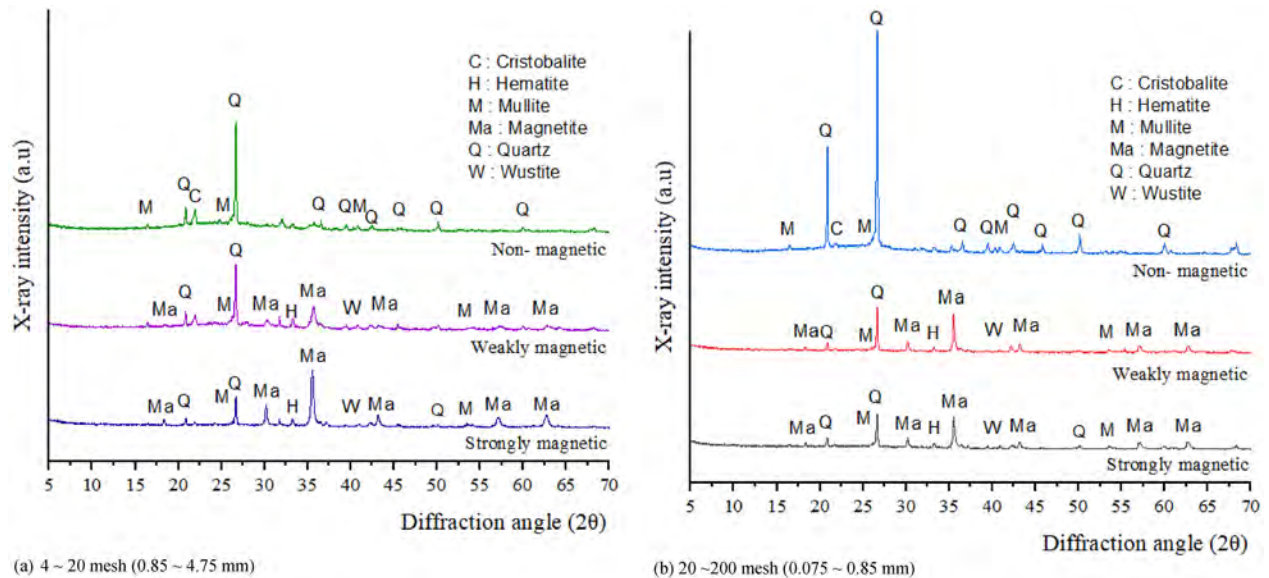 X-ray intensity (a.u)
C : Cristobalite
H : Hematite
M : Mullite
Ma : Magnetite
Q : Quartz
W : Wustite
Q
M Q C M Q Q M Q Q Q Q
Non- magnetic
Q
Ma Q M Ma H Ma W Ma M Ma Ma
Weakly magnetic
Ma
Ma Q M Q Ma H W Ma Q M Ma Ma
Strongly magnetic
5 10 15 20 25 30 35 40 45 50 55 60 65 70
Diffraction angle (2θ)
(a) 4 ~ 20 mesh (0.85 ~ 4.75 mm)
X-ray intensity (a.u)
Q
C : Cristobalite
H : Hematite
M : Mullite
Ma : Magnetite
Q : Quartz
W : Wustite
Q
M C M Q Q M Q Q Q Q
Non- magnetic
Q Ma
Ma Q M Ma H W Ma M Ma Ma
Weakly magnetic
Q Ma
Ma Q M Ma H W Ma Q M Ma Ma
Strongly magnetic
5 10 15 20 25 30 35 40 45 50 55 60 65 70
Diffraction angle (2θ)
(b) 20 ~200 mesh (0.075 ~ 0.85 mm)